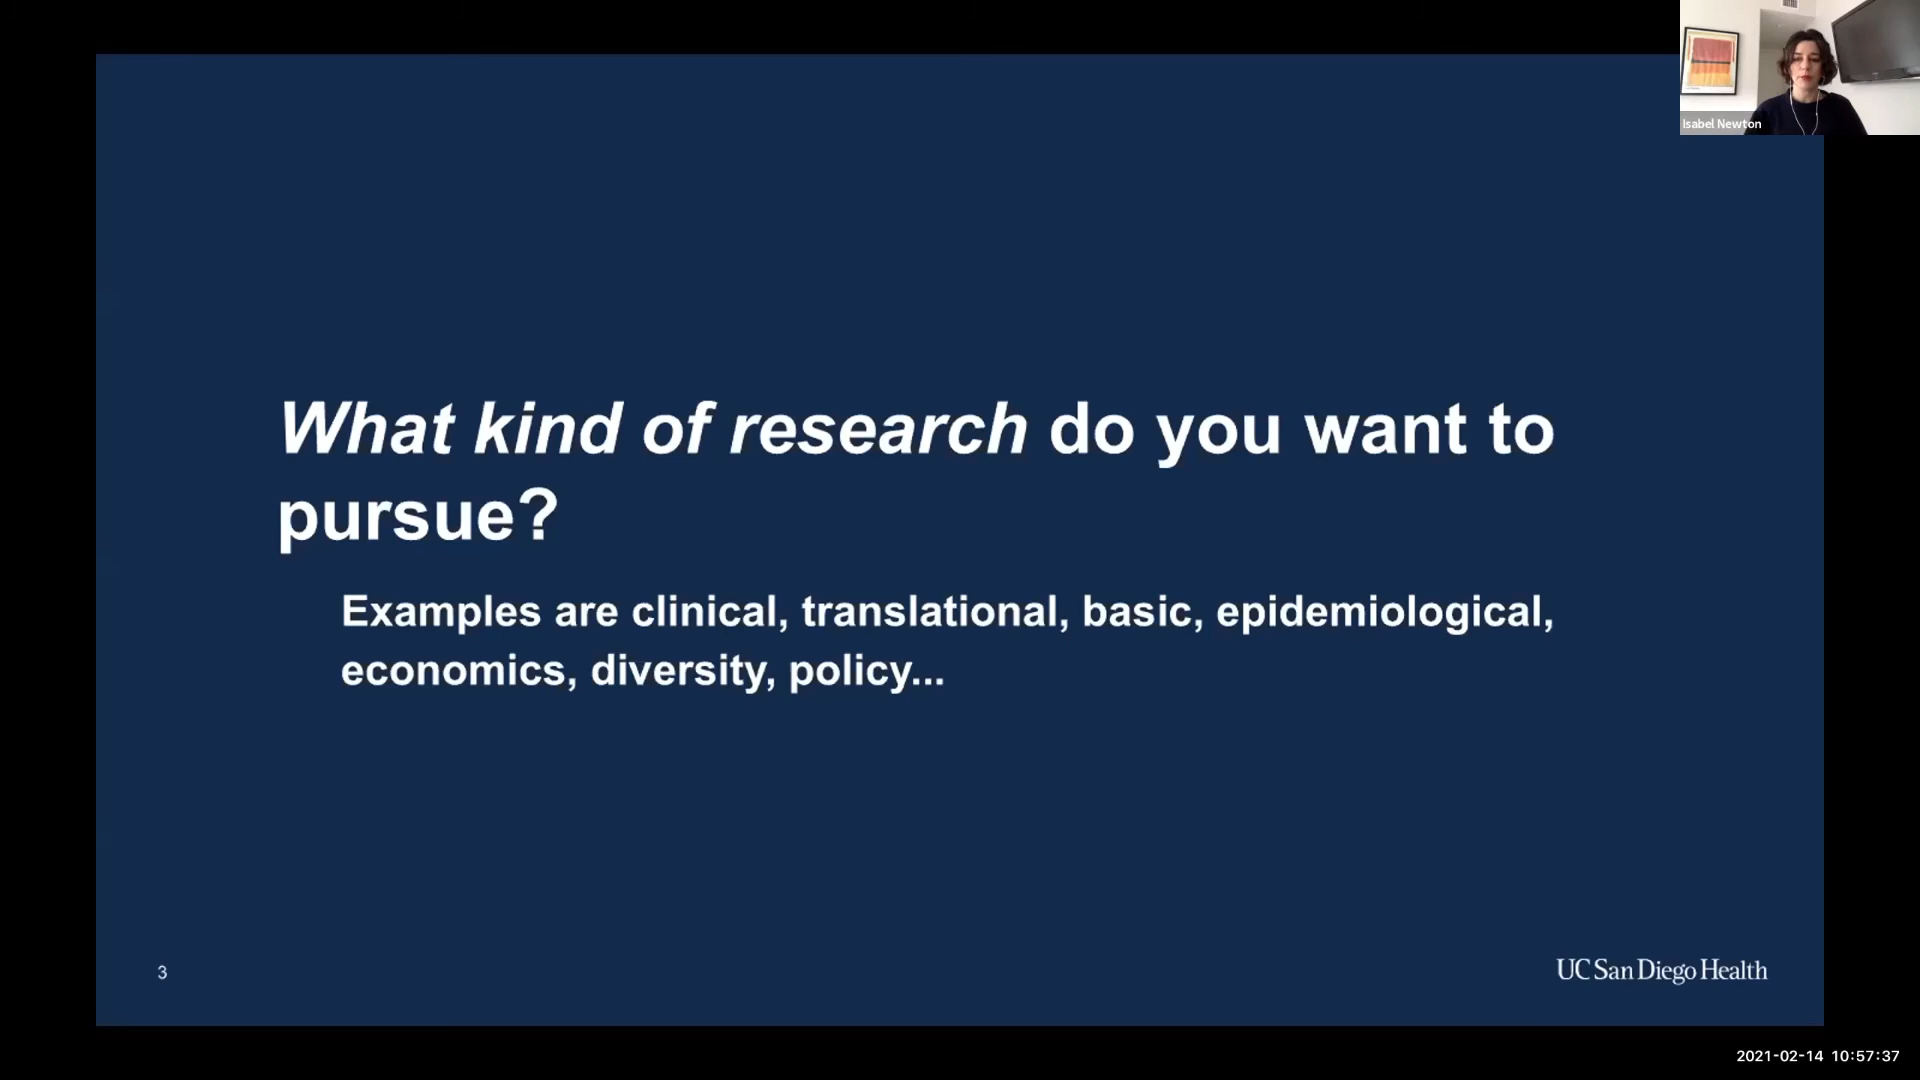 Isabel Newton
What kind of research do you want to
pursue?
Examples are clinical, translational, basic, epidemiological,
economics, diversity, policy...
3
UC San Diego Health
2021-02-14 10:57:37